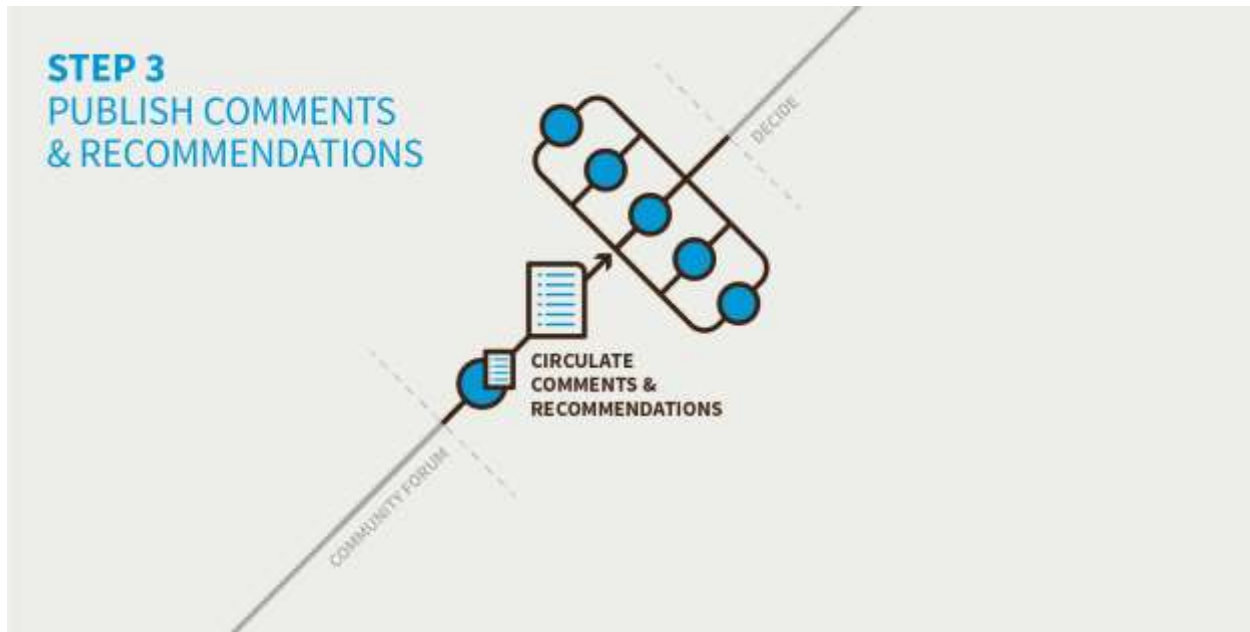 STEP 3
PUBLISH COMMENTS
& RECOMMENDATIONS
DECIDE
CIRCULATE
COMMENTS &
RECOMMENDATIONS
COMMUNITY FORUM